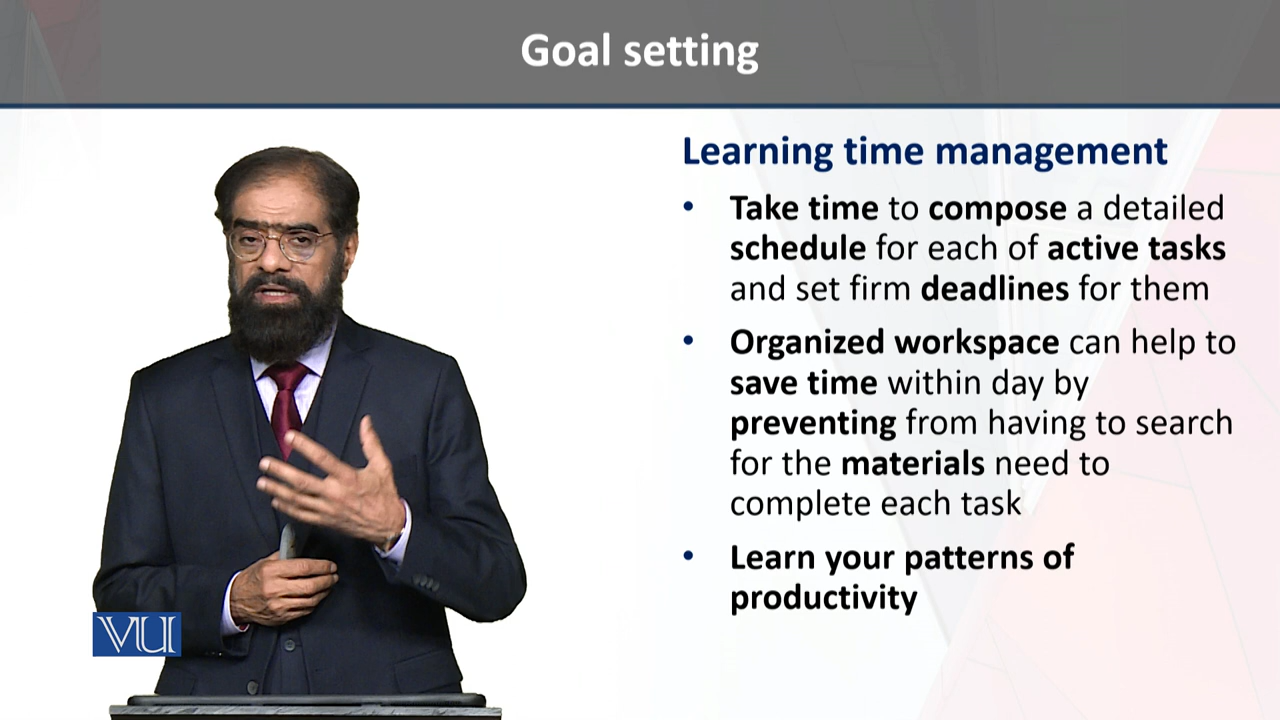 Goal setting
Learning time management
• Take time to compose a detailed
schedule for each of active tasks
and set firm deadlines for them
• Organized workspace can help to
save time within day by
preventing from having to search
for the materials need to
complete each task
• Learn your patterns of
productivity
VU